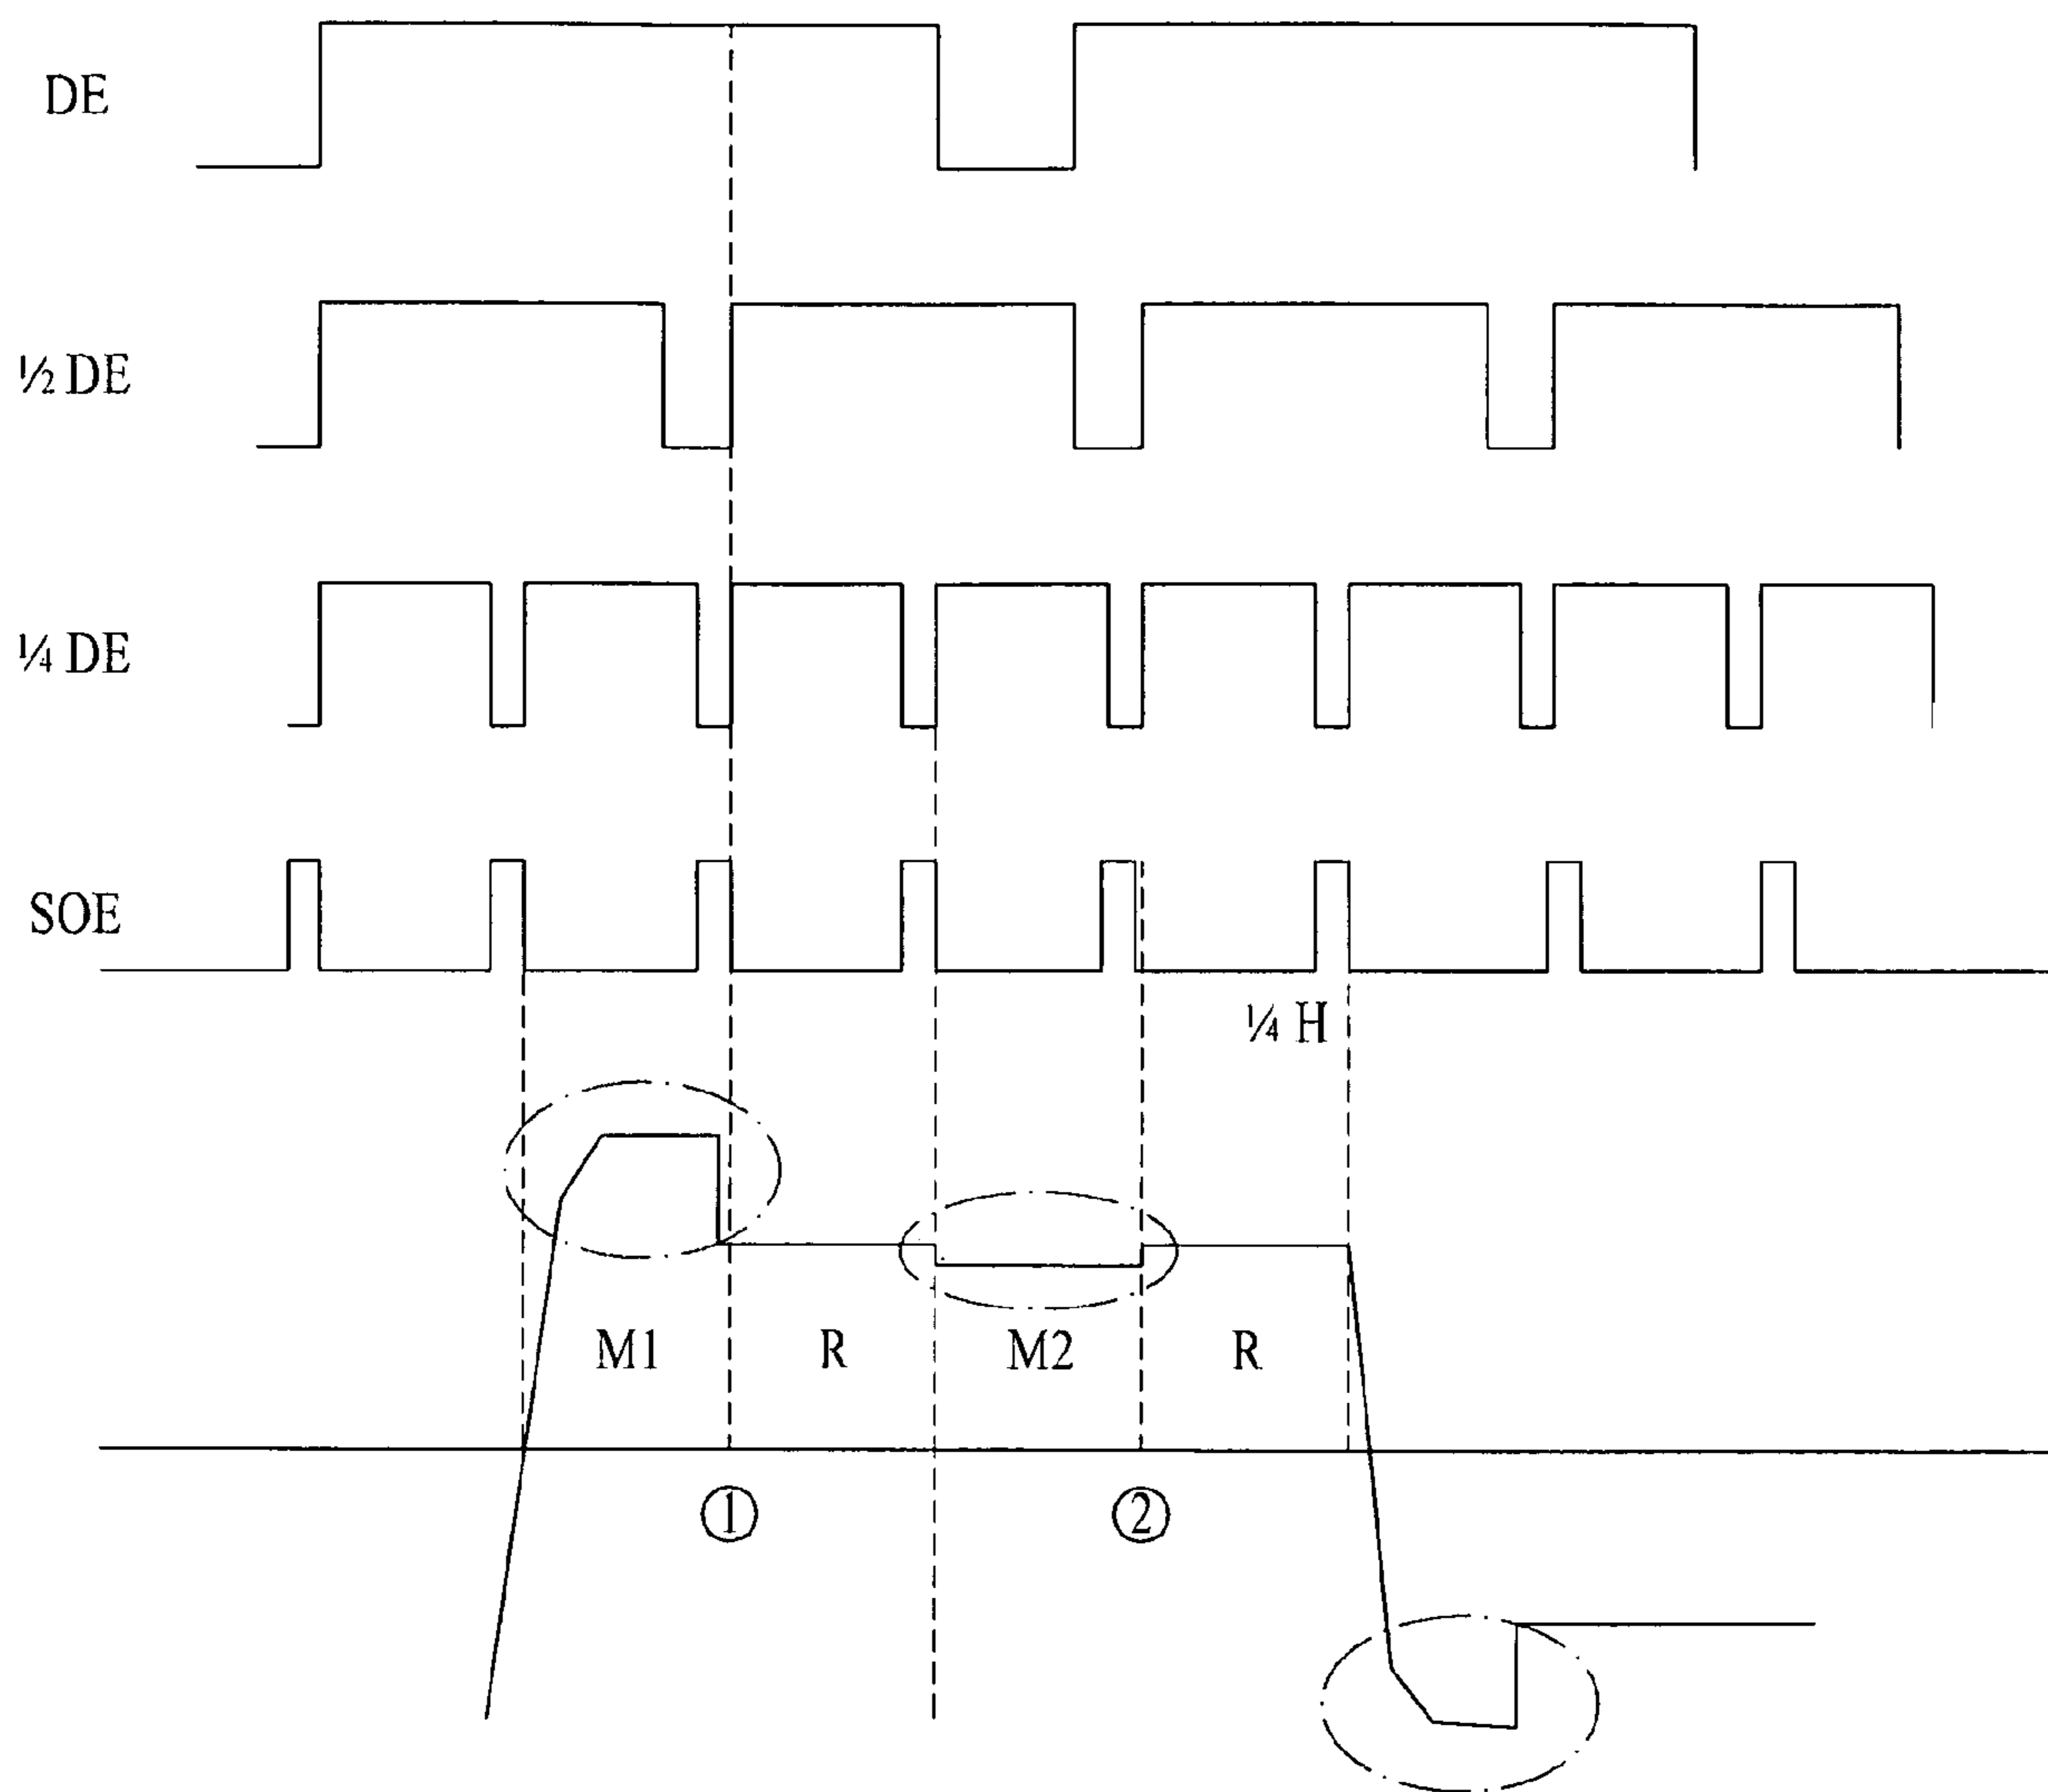 DE
½ DE
¼ DE
SOE
¼ H
M1 R M2 R
① ②